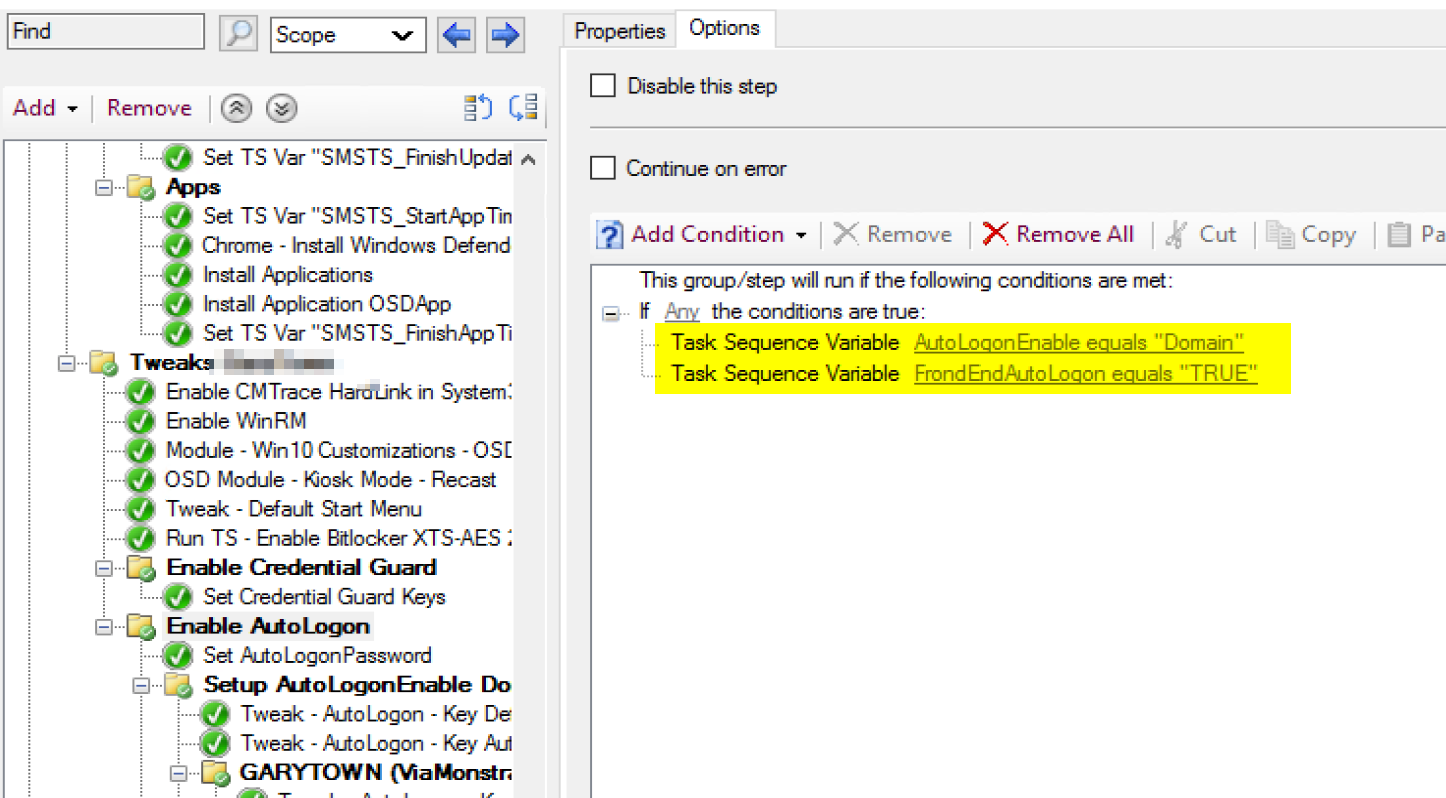 Find
Scope
Properties
Options
Disable this step
Add
Remove
Continue on error
Set TS Var "SMSTS_FinishUpdat
Apps
Set TS Var "SMSTS_StartAppTim
Chrome - Install Windows Defend
Install Applications
Install Application OSDApp
Set TS Var "SMSTS_FinishAppTi
Tweaks
Enable CMTrace HardLink in System3
Enable WinRM
Module - Win10 Customizations - OSD
OSD Module - Kiosk Mode - Recast
Tweak - Default Start Menu
Run TS - Enable Bitlocker XTS-AES 2
Enable Credential Guard
Set Credential Guard Keys
Enable AutoLogon
Set AutoLogonPassword
Setup AutoLogonEnable Do
Tweak - AutoLogon - Key Def
Tweak - AutoLogon - Key Aut
GARYTOWN (ViaMonstra
Add Condition
Remove
Remove All
Cut
Copy
Pa
This group/step will run if the following conditions are met:
If Any the conditions are true:
Task Sequence Variable AutoLogonEnable equals "Domain"
Task Sequence Variable FrondEndAutoLogon equals "TRUE"